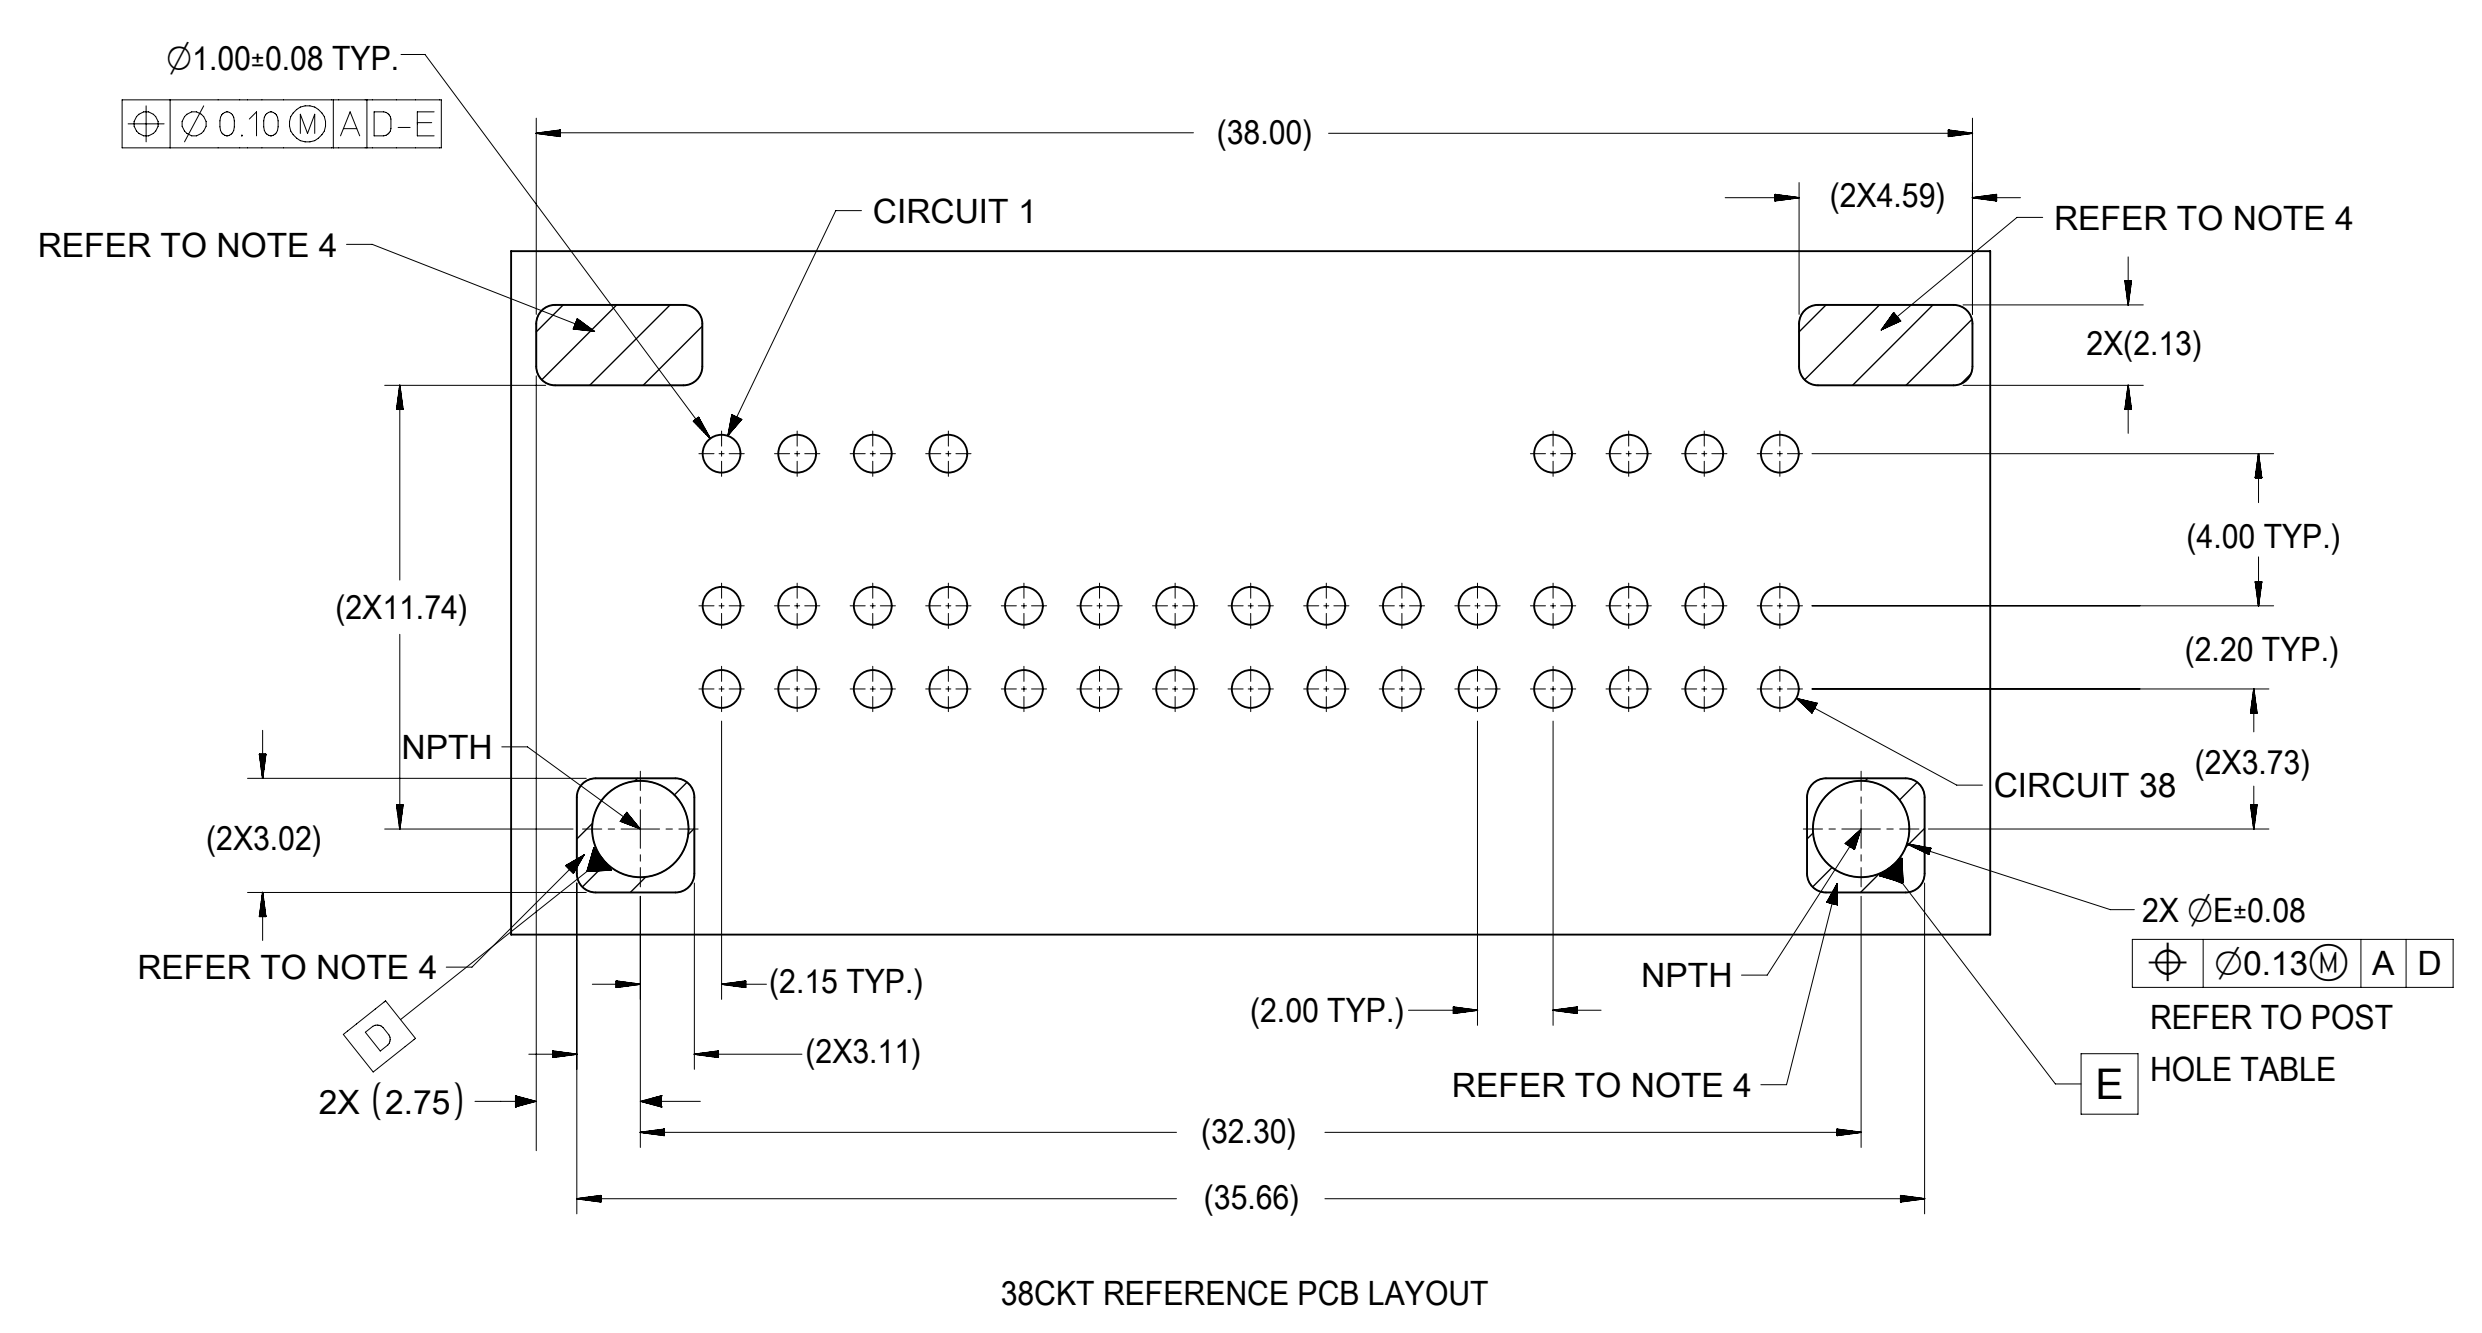 Ø1.00±0.08 TYP.
⌖ Ø 0.10 Ⓜ A D-E
(38.00)
(2X4.59)
CIRCUIT 1
REFER TO NOTE 4
REFER TO NOTE 4
2X(2.13)
(4.00 TYP.)
(2X11.74)
(2.20 TYP.)
NPTH
(2X3.73)
CIRCUIT 38
(2X3.02)
2X ØE±0.08
⌖ Ø0.13Ⓜ A D
REFER TO POST
HOLE TABLE
REFER TO NOTE 4
NPTH
(2.15 TYP.)
(2.00 TYP.)
D
(2X3.11)
REFER TO NOTE 4
E
2X (2.75)
(32.30)
(35.66)
38CKT REFERENCE PCB LAYOUT